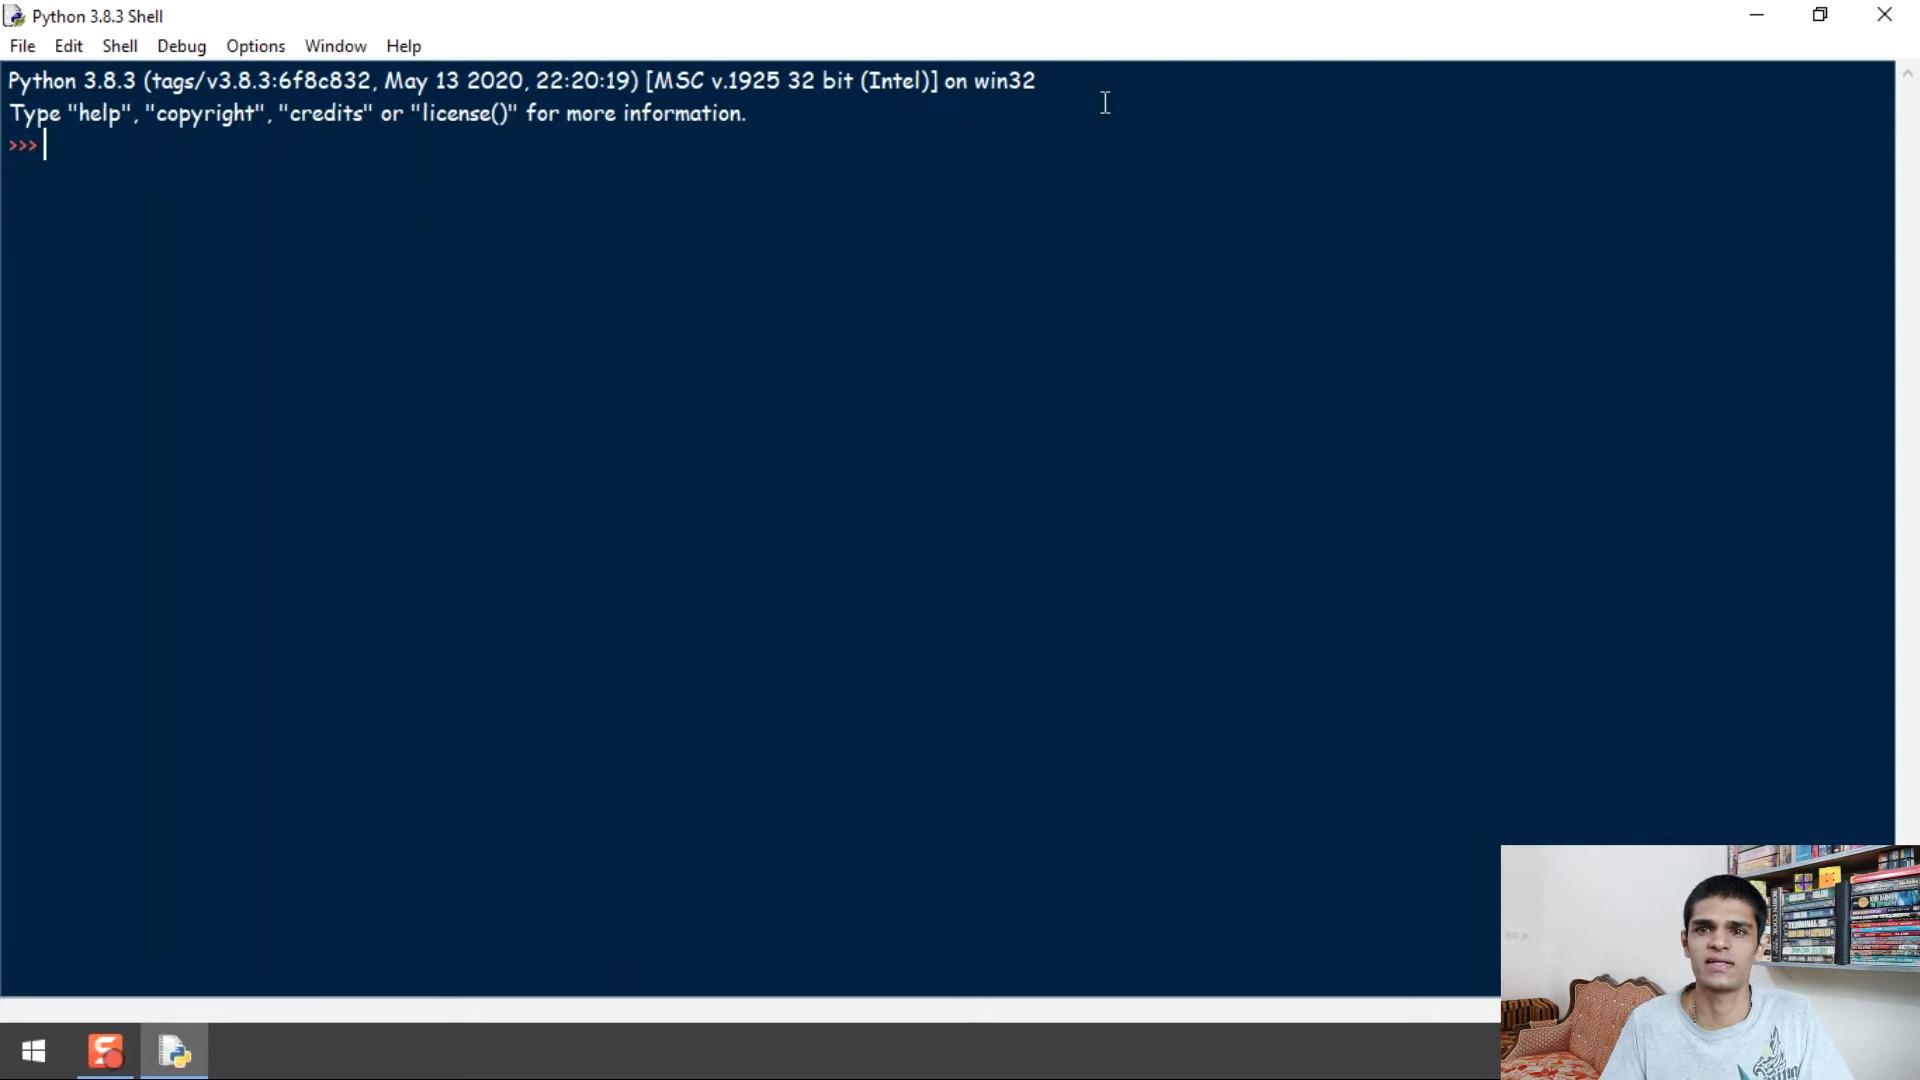 Python 3.8.3 Shell
File Edit Shell Debug Options Window Help
Python 3.8.3 (tags/v3.8.3:6f8c832, May 13 2020, 22:20:19) [MSC v.1925 32 bit (Intel)] on win32
Type "help", "copyright", "credits" or "license()" for more information.
>>>
TERMINAL